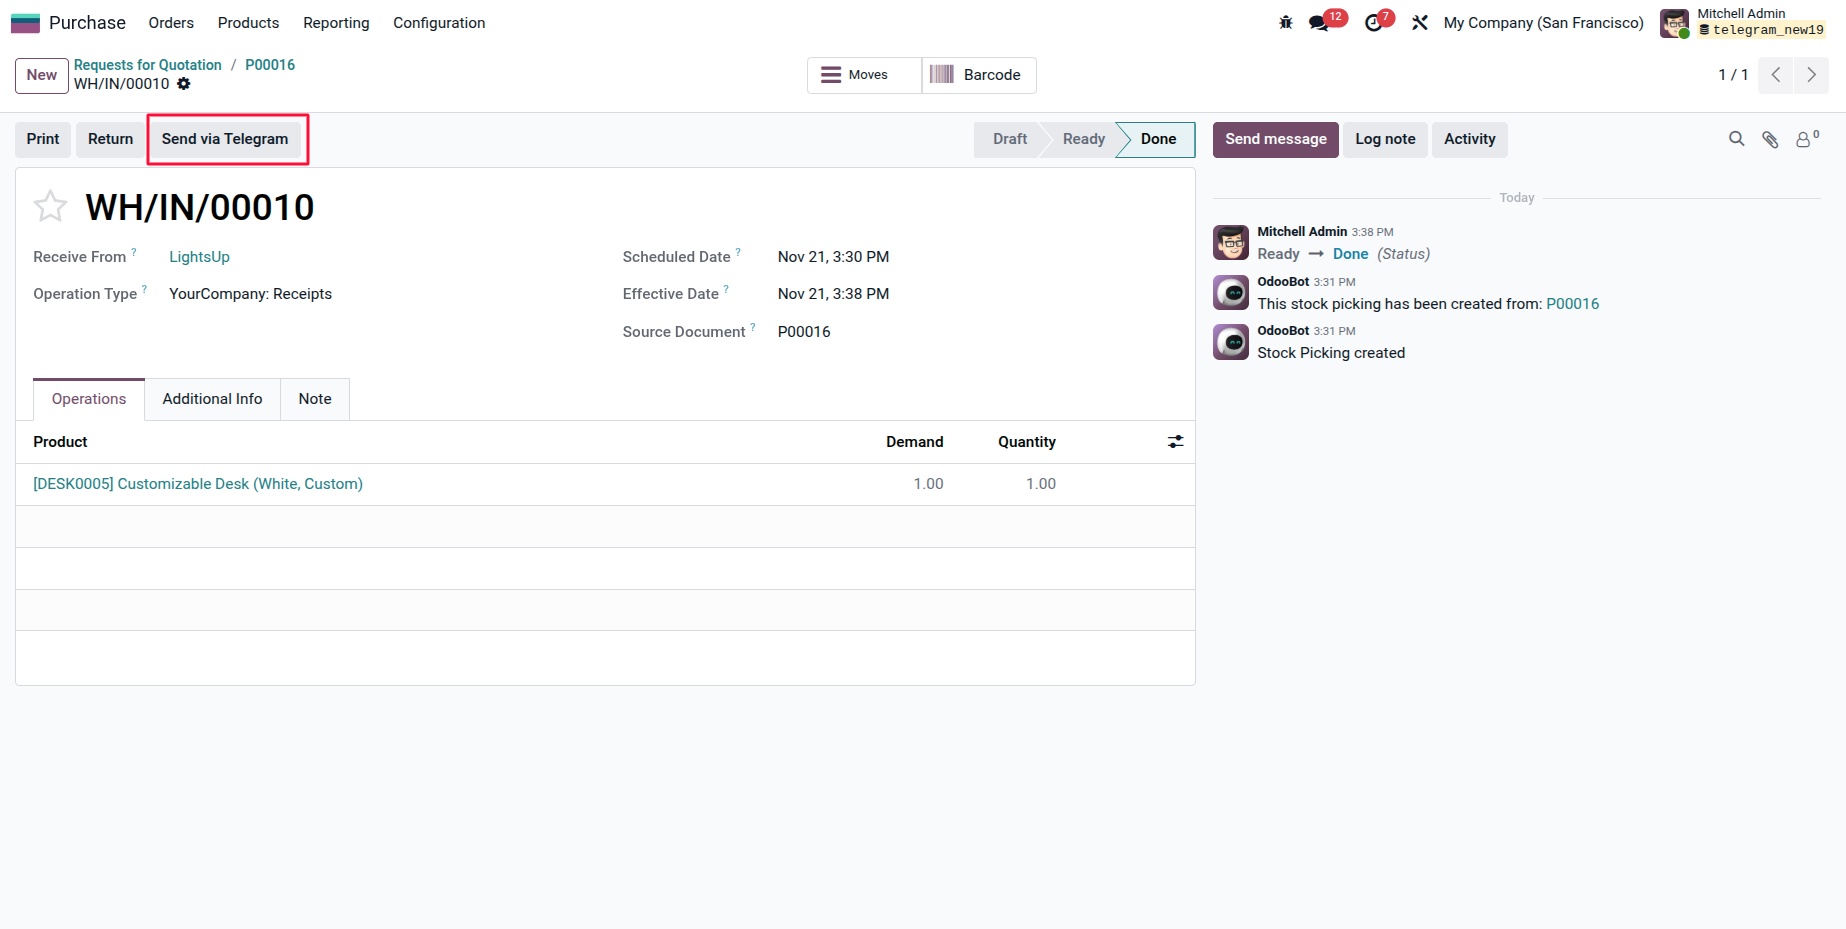 Purchase Orders Products Reporting Configuration
12 7 My Company (San Francisco) Mitchell Admin
telegram_new19
New Requests for Quotation / P00016
WH/IN/00010
Moves Barcode
1 / 1
Print Return Send via Telegram
Draft Ready Done
Send message Log note Activity 0
WH/IN/00010
Receive From ? LightsUp
Operation Type ? YourCompany: Receipts
Scheduled Date ? Nov 21, 3:30 PM
Effective Date ? Nov 21, 3:38 PM
Source Document ? P00016
Operations Additional Info Note
Product Demand Quantity
[DESK0005] Customizable Desk (White, Custom) 1.00 1.00
Today
Mitchell Admin 3:38 PM
Ready → Done (Status)
OdooBot 3:31 PM
This stock picking has been created from: P00016
OdooBot 3:31 PM
Stock Picking created